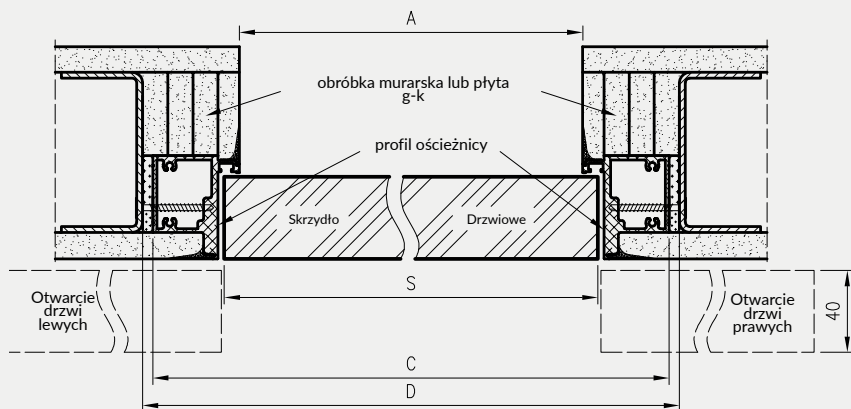 A
obróbka murarska lub płyta
g-k
profil ościeżnicy
Skrzydło
Drzwiowe
S
Otwarcie
drzwi
lewych
Otwarcie
drzwi
prawych
40
C
D